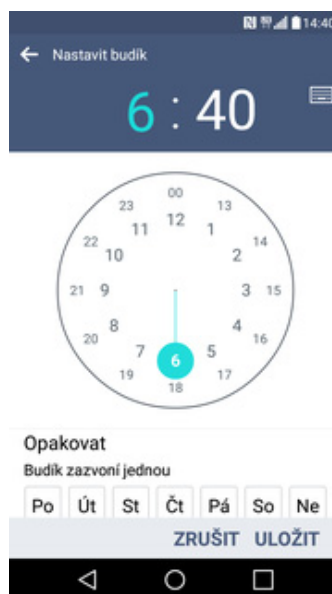 14:40
Nastavit budík
6 : 40
00
23 13
12
11 1
22 14
10 2
21 9 3 15
8 4
20 16
7 6 5
19 17
18
Opakovat
Budík zazvoní jednou
Po Út St Čt Pá So Ne
ZRUŠIT ULOŽIT